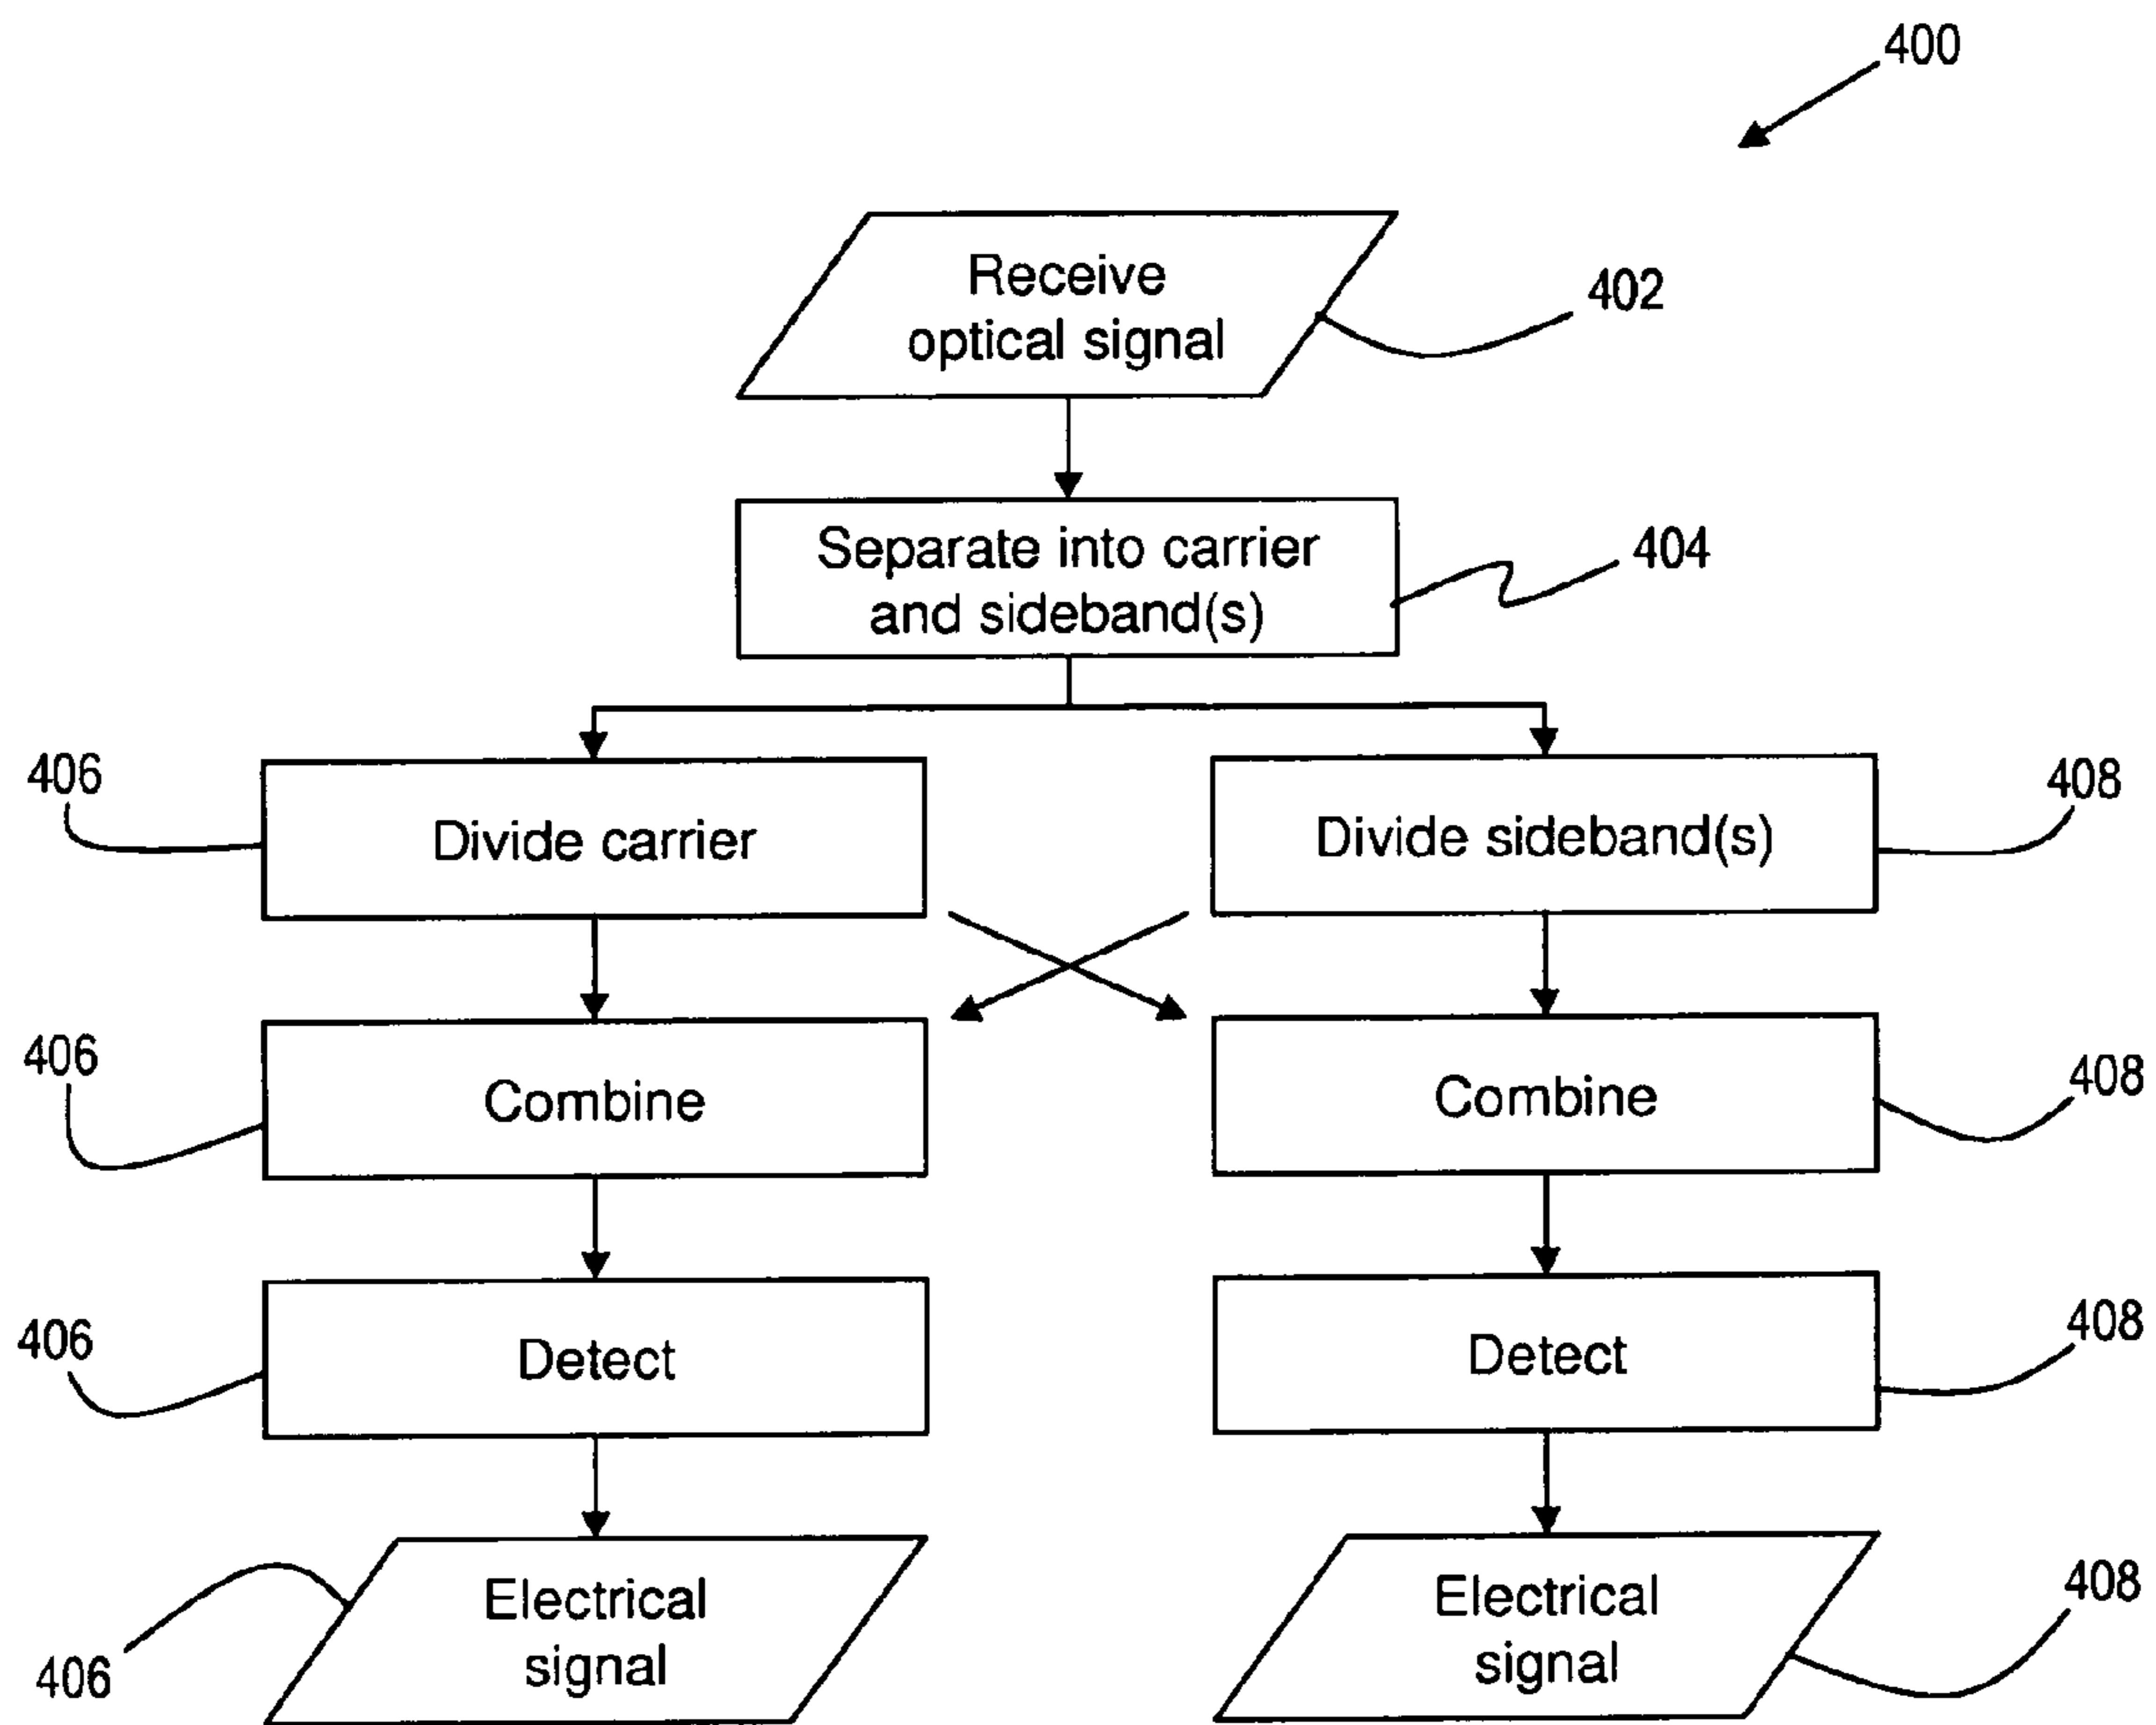 400
Receive
optical signal
402
Separate into carrier
and sideband(s)
404
406
Divide carrier
Divide sideband(s)
408
406
Combine
Combine
408
406
Detect
Detect
408
Electrical
signal
406
Electrical
signal
408